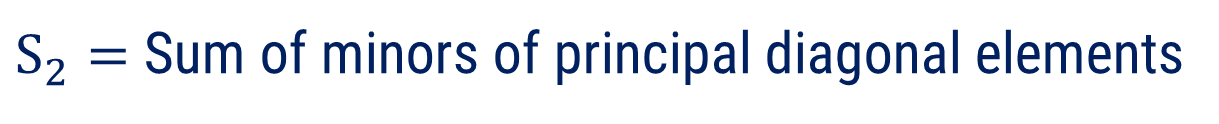 S₂ = Sum of minors of principal diagonal elements